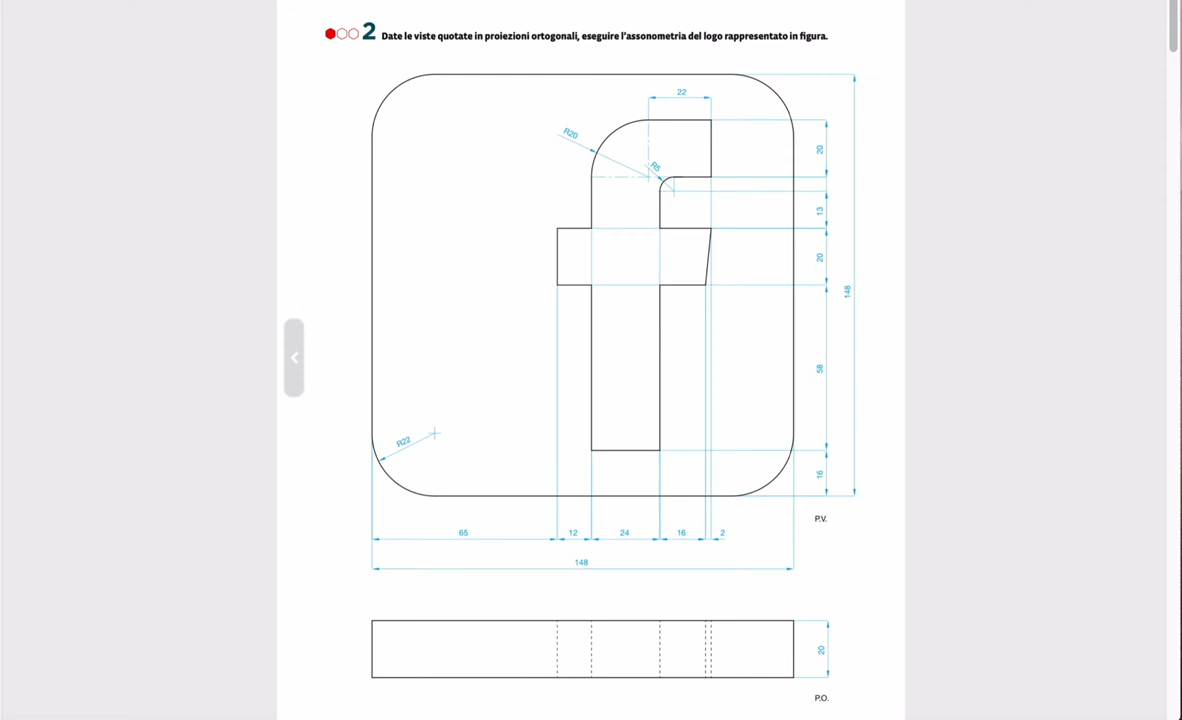 2 Date le viste quotate in proiezioni ortogonali, eseguire l'assonometria del logo rappresentato in figura.
22
R20
R5
20
13
20
148
58
R22
16
P.V.
65 12 24 16 2
148
20
P.O.